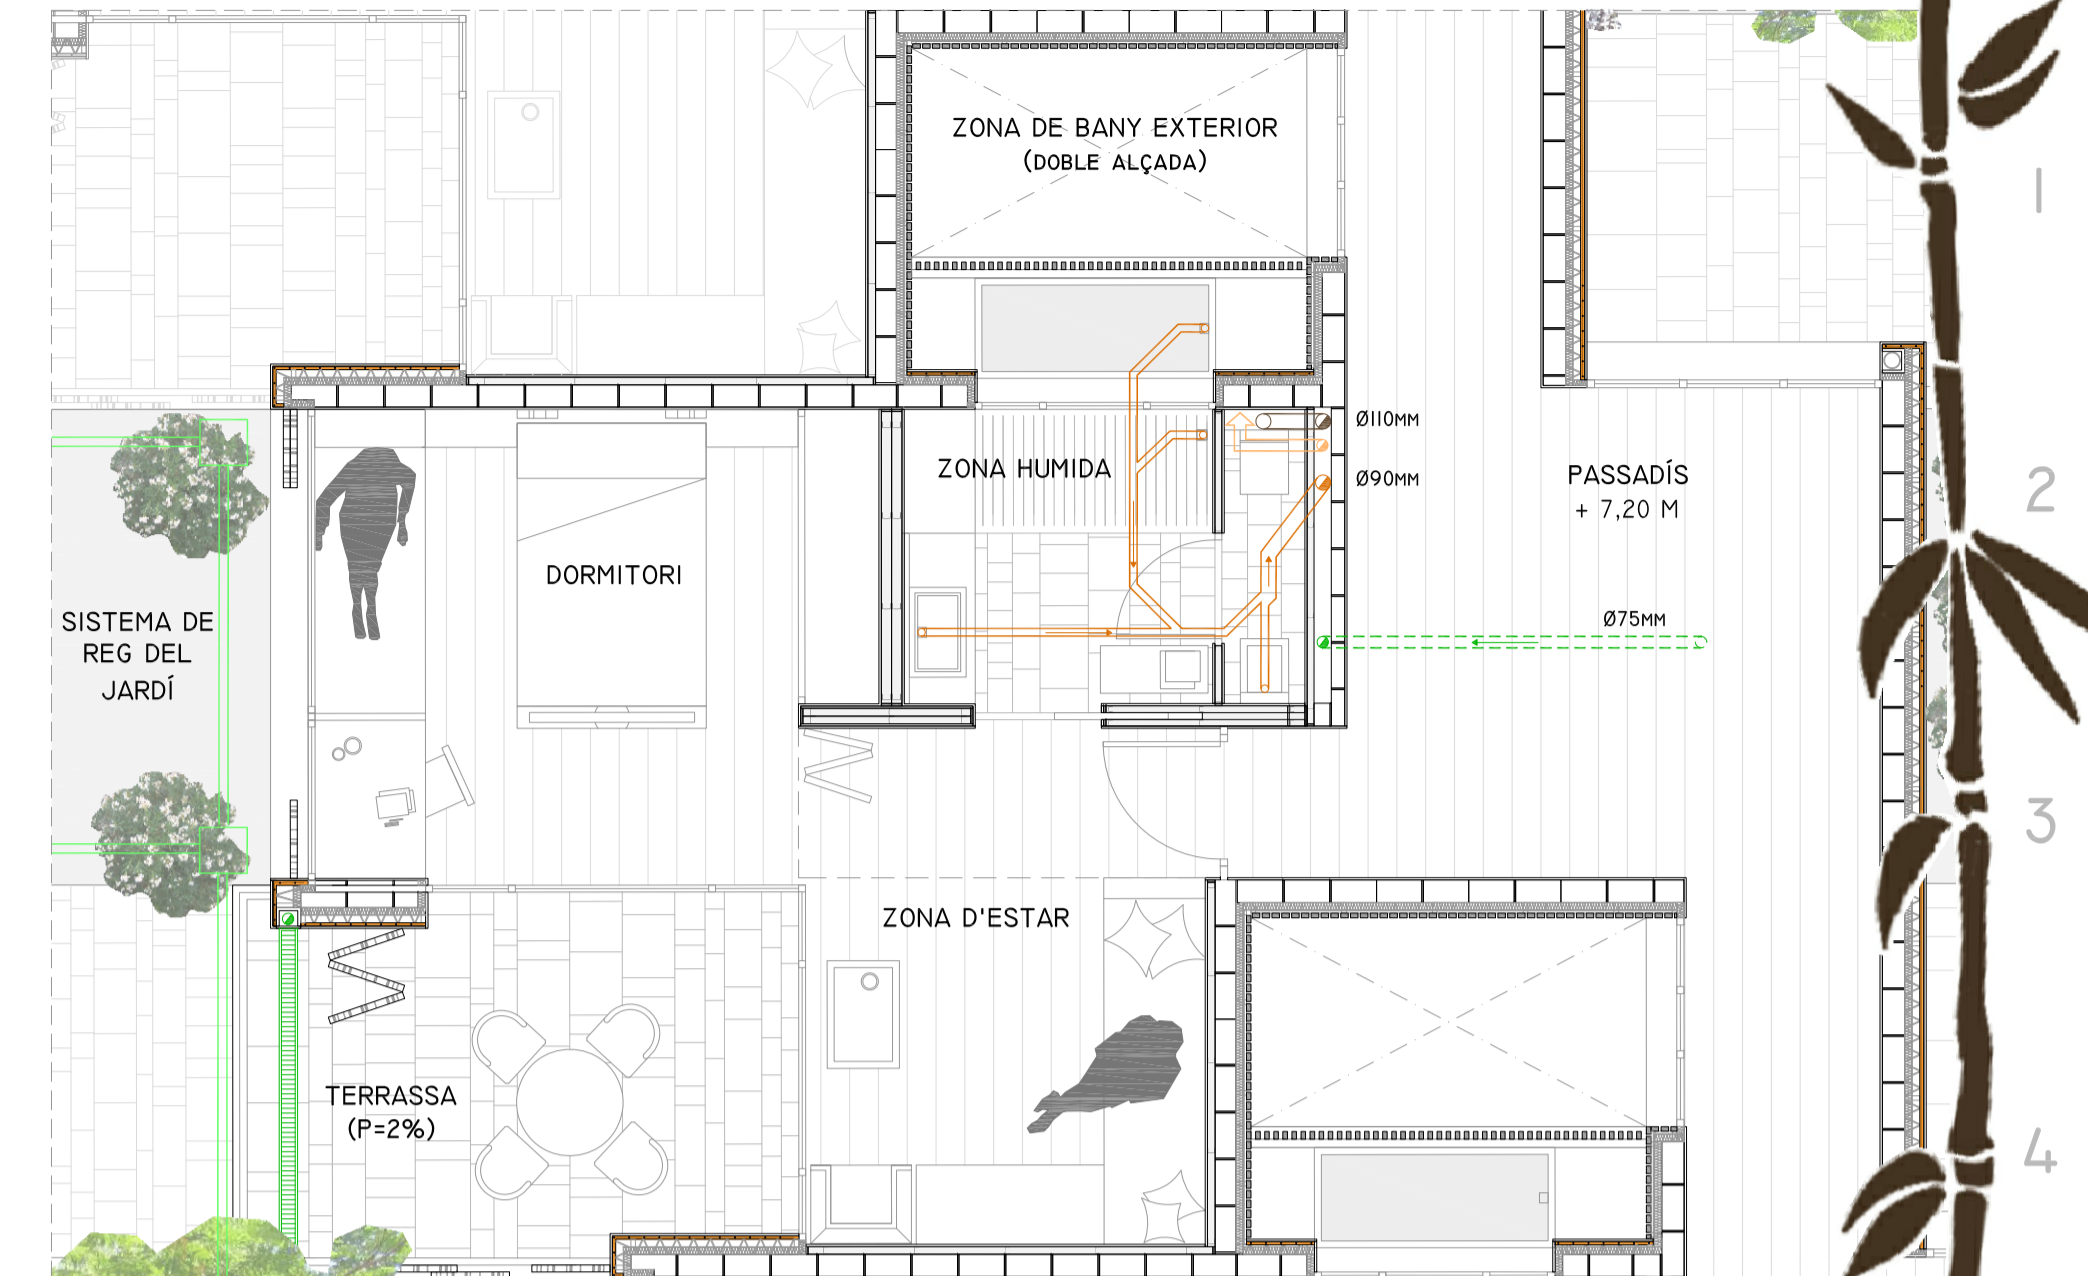 ZONA DE BANY EXTERIOR
(DOBLE ALÇADA)
1
Ø110MM
ZONA HUMIDA
Ø90MM
PASSADÍS
+ 7,20 M
2
DORMITORI
SISTEMA DE
REG DEL
JARDÍ
Ø75MM
3
ZONA D'ESTAR
TERRASSA
(P=2%)
4